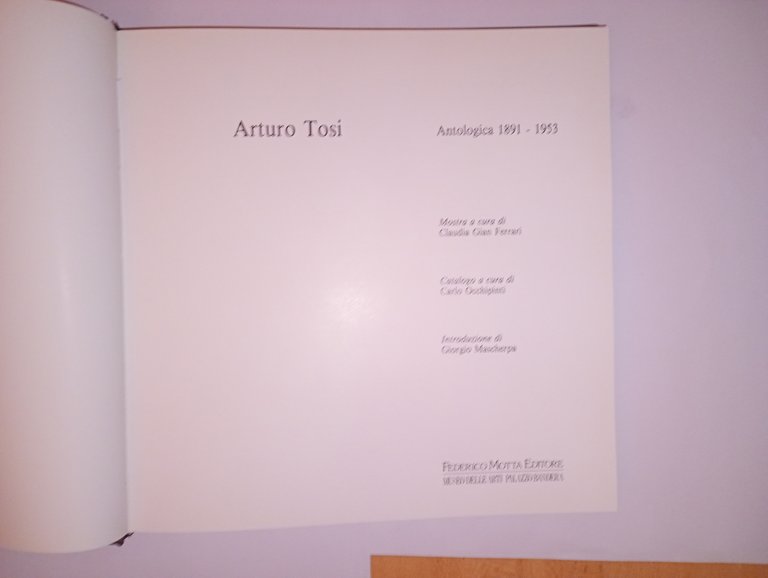 Arturo Tosi
Antologica 1891 - 1953
Mostra a cura di
Claudia Gian Ferrari
Catalogo a cura di
Carlo Occhipinti
Introduzione di
Giorgio Mascherpa
FEDERICO MOTTA EDITORE
MUSEO DELLE ARTI PALAZZO BANDERA